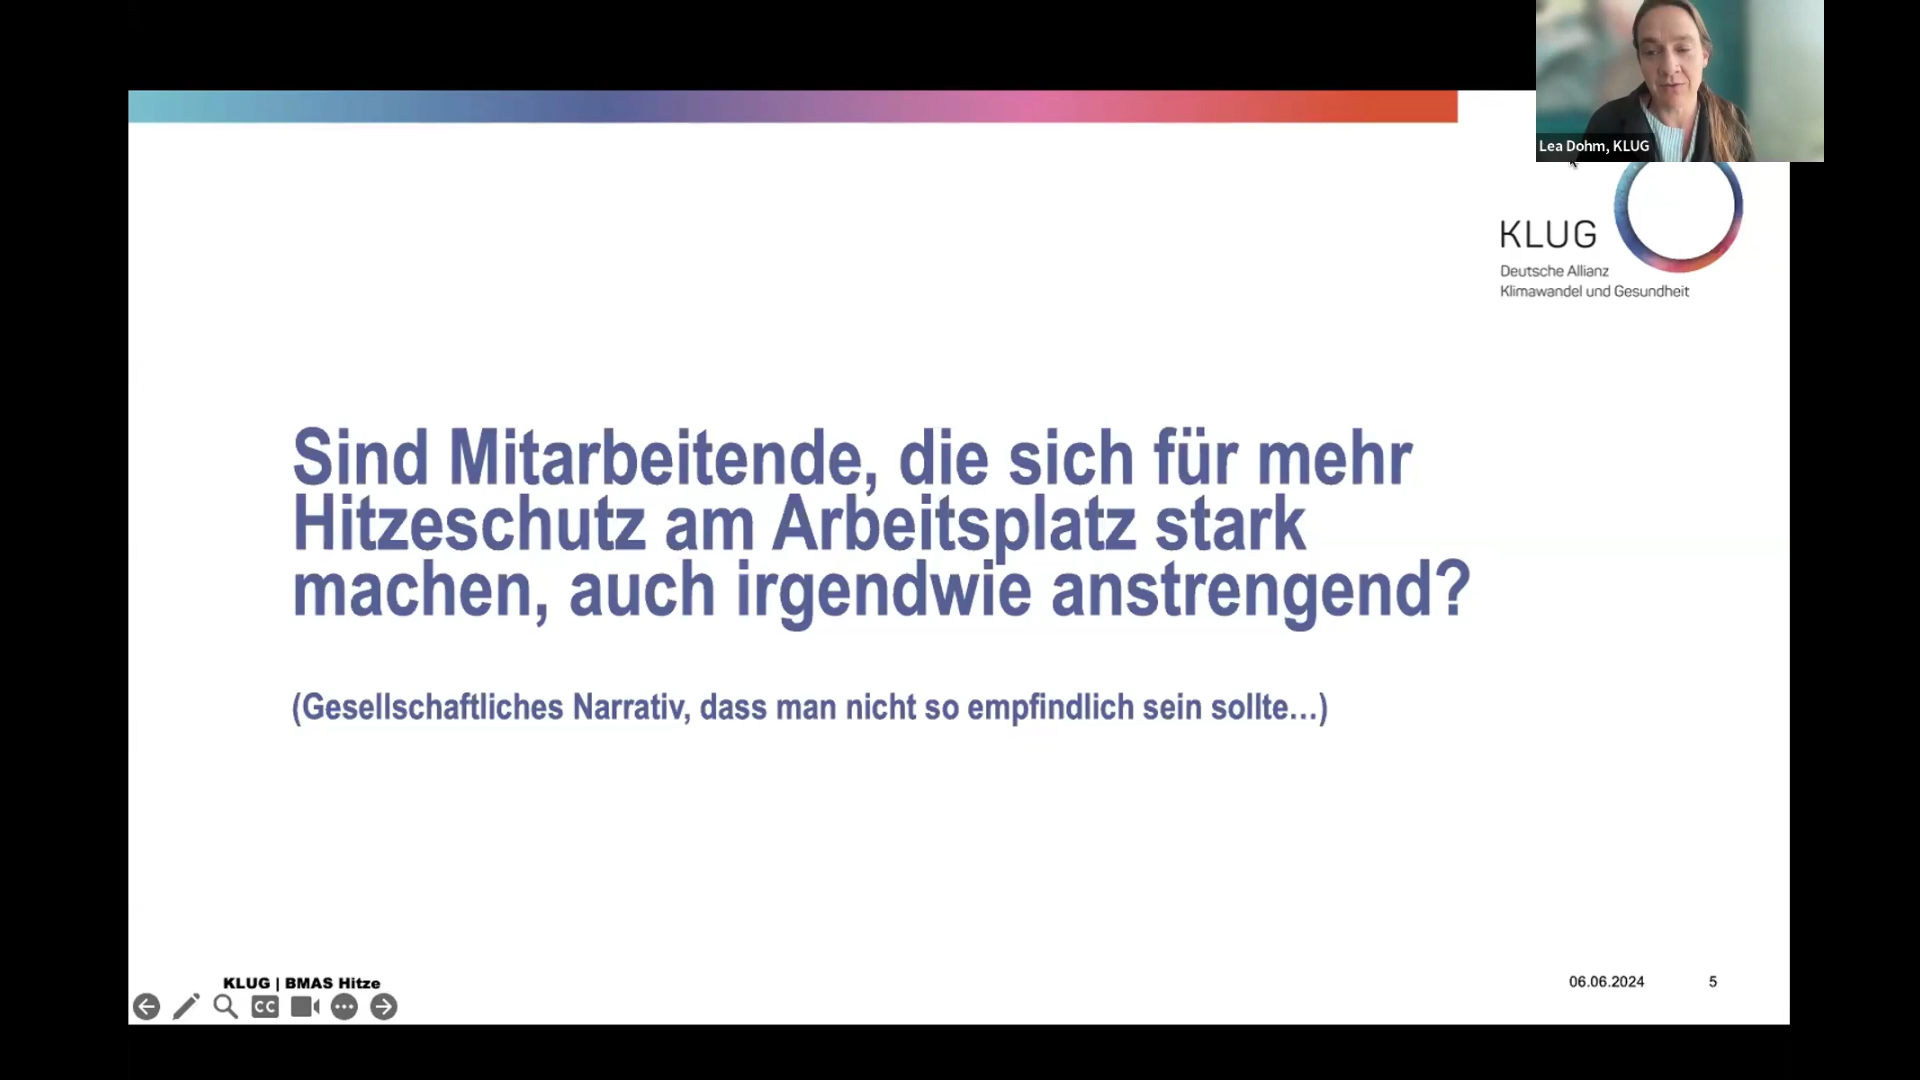 Lea Dohm, KLUG
KLUG
Deutsche Allianz
Klimawandel und Gesundheit
Sind Mitarbeitende, die sich für mehr
Hitzeschutz am Arbeitsplatz stark
machen, auch irgendwie anstrengend?
(Gesellschaftliches Narrativ, dass man nicht so empfindlich sein sollte…)
KLUG | BMAS Hitze
06.06.2024
5
CC